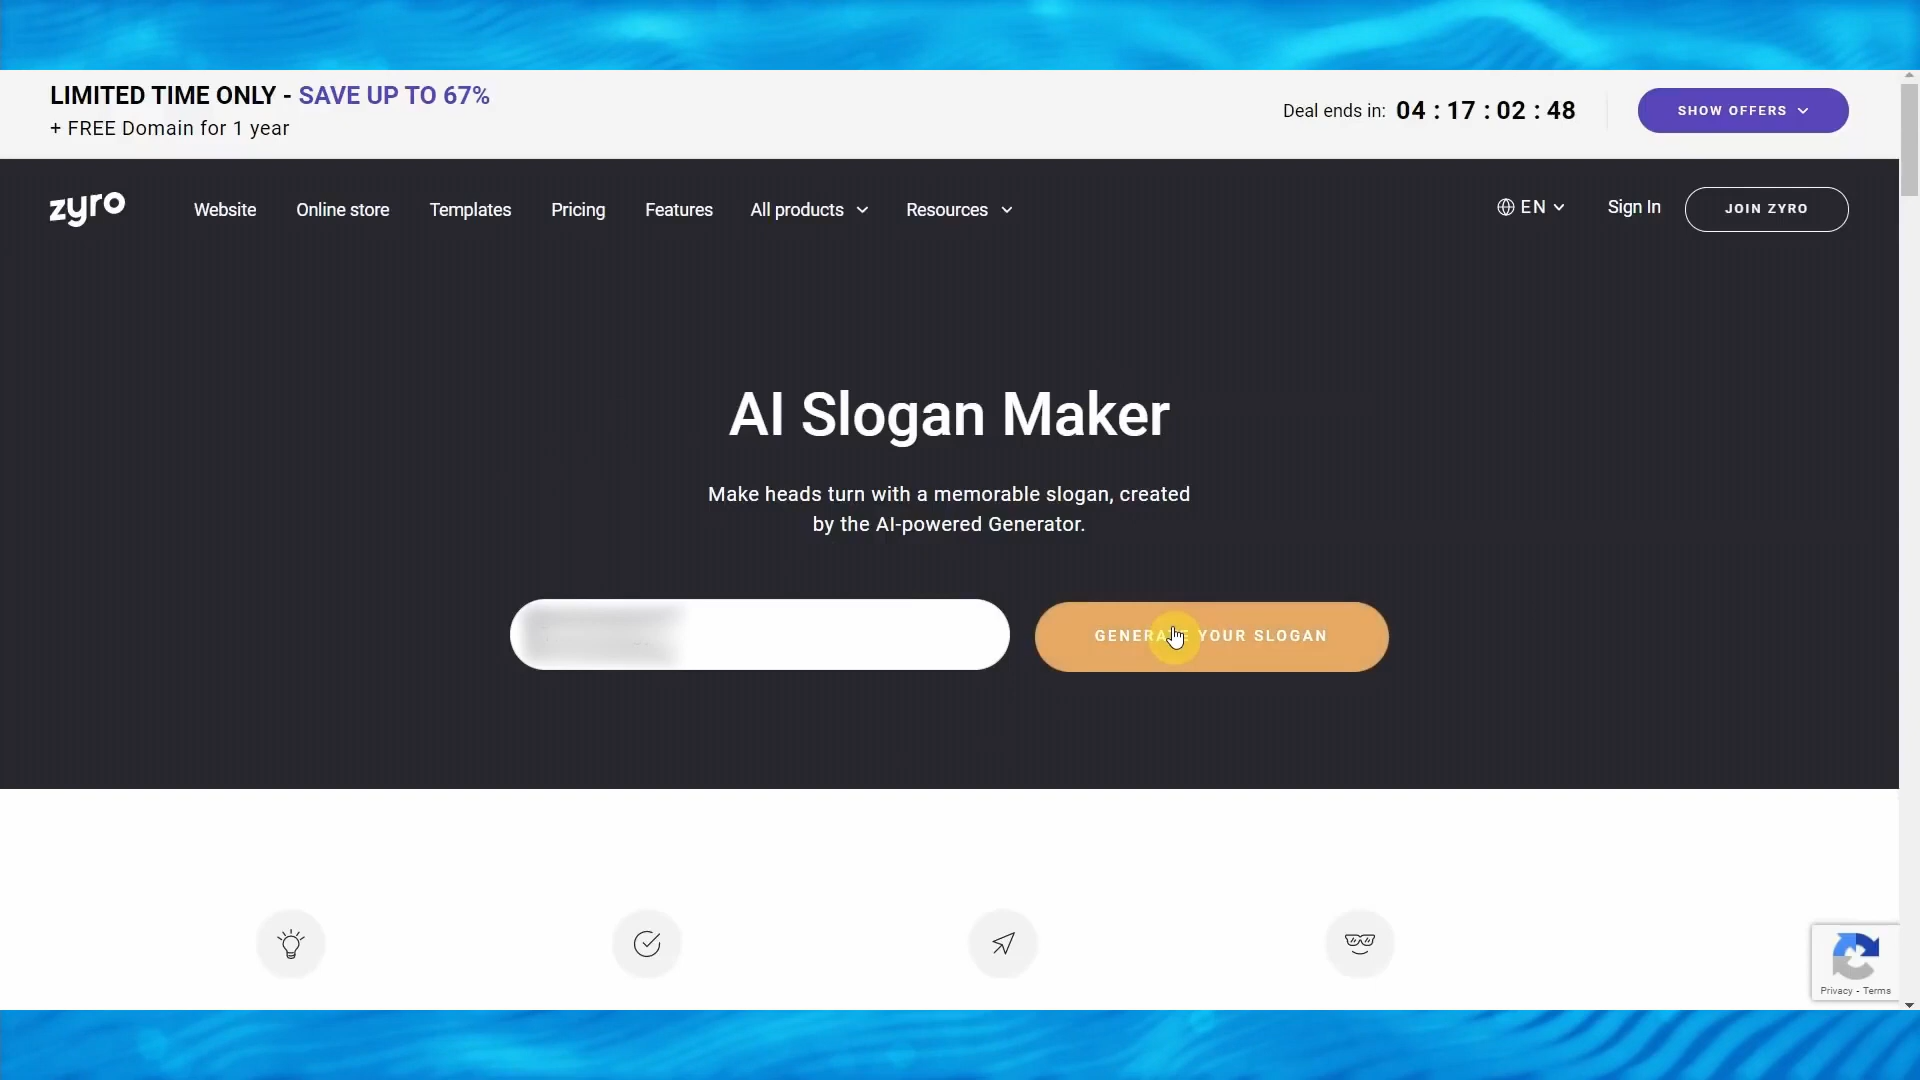 LIMITED TIME ONLY - SAVE UP TO 67%
+ FREE Domain for 1 year
Deal ends in: 04 : 17 : 02 : 48
SHOW OFFERS
zyro
Website
Online store
Templates
Pricing
Features
All products
Resources
EN
Sign In
JOIN ZYRO
AI Slogan Maker
Make heads turn with a memorable slogan, created
by the AI-powered Generator.
GENERATE YOUR SLOGAN
Privacy - Terms